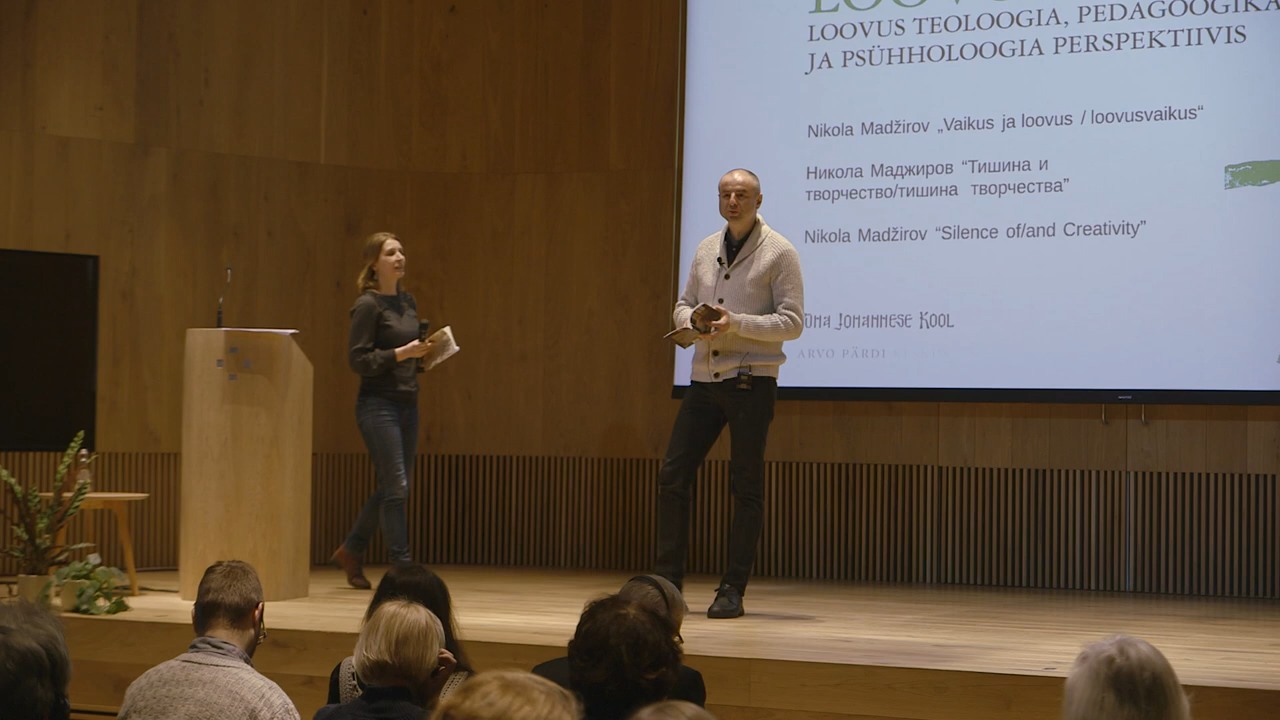 LOOVUS TEOLOOGIA, PEDAGOOGIKA
JA PSÜHHOLOOGIA PERSPEKTIIVIS
Nikola Madžirov „Vaikus ja loovus / loovusvaikus“
Никола Маджиров “Тишина и
творчество/тишина творчества”
Nikola Madžirov “Silence of/and Creativity”
Johannese Kool
ARVO PÄRDI